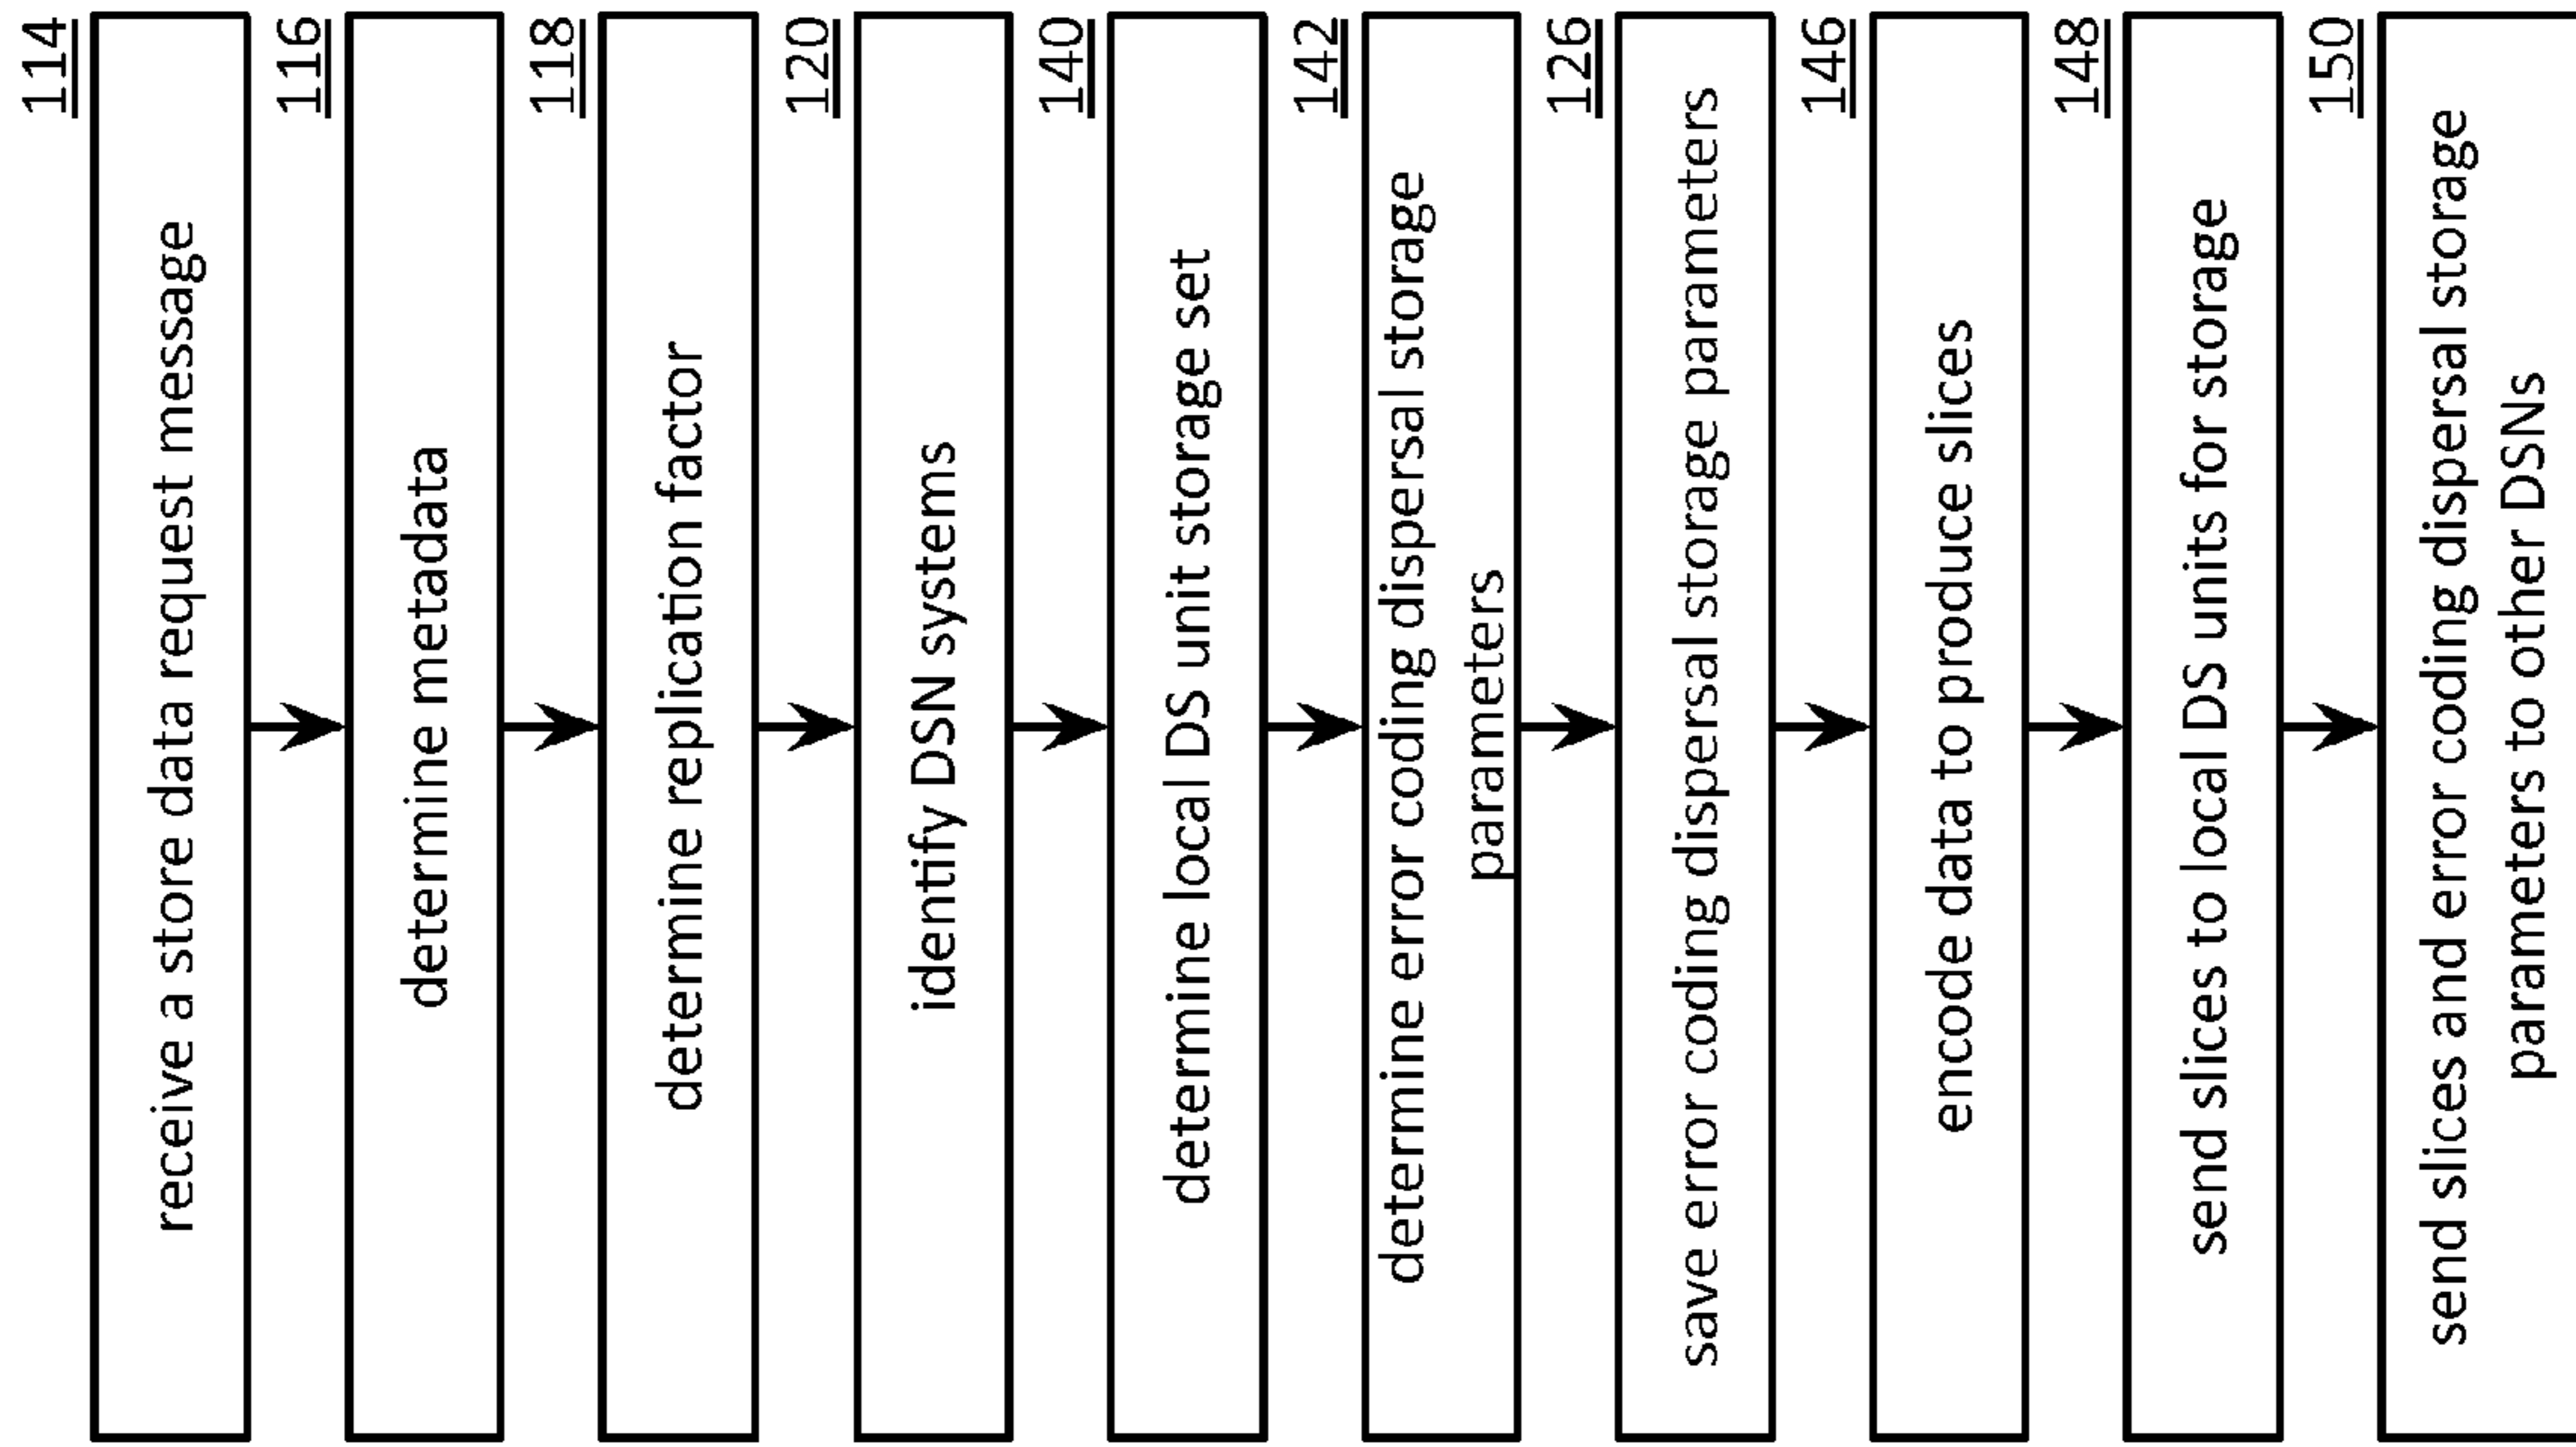 114
receive a store data request message
116
determine metadata
118
determine replication factor
120
identify DSN systems
140
determine local DS unit storage set
142
determine error coding dispersal storage
parameters
126
save error coding dispersal storage parameters
146
encode data to produce slices
148
send slices to local DS units for storage
150
send slices and error coding dispersal storage
parameters to other DSNs